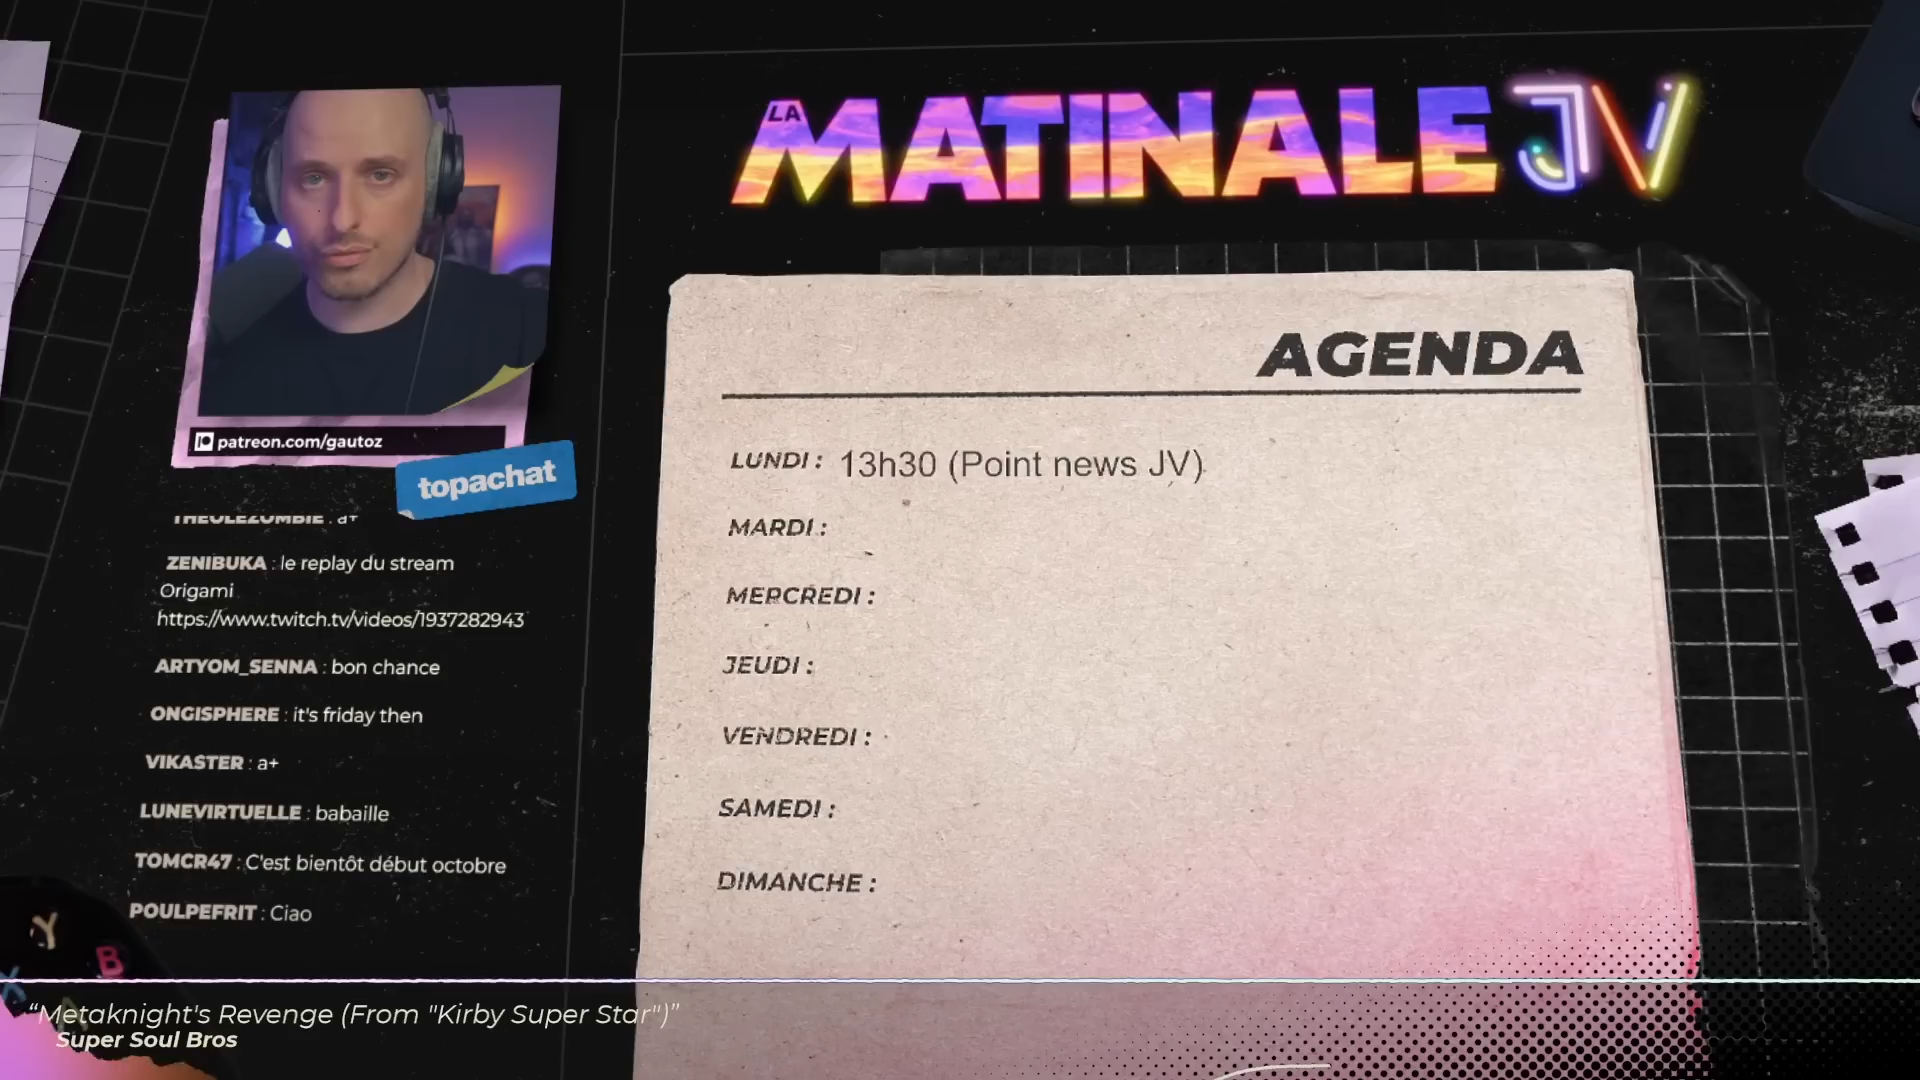 LA
MATINALE JV
AGENDA
LUNDI : 13h30 (Point news JV)
MARDI :
MERCREDI :
JEUDI :
VENDREDI :
SAMEDI :
DIMANCHE :
patreon.com/gautoz
topachat
THEOLEZOMBIE : a+
ZENIBUKA : le replay du stream
Origami
https://www.twitch.tv/videos/1937282943
ARTYOM_SENNA : bon chance
ONGISPHERE : it's friday then
VIKASTER : a+
LUNEVIRTUELLE : babaille
TOMCR47 : C'est bientôt début octobre
POULPEFRIT : Ciao
Y
B
X
A
“Metaknight's Revenge (From "Kirby Super Star")”
Super Soul Bros